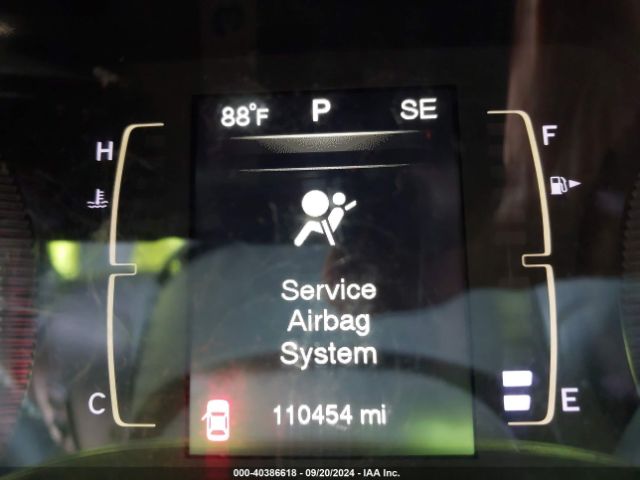 88°F P SE
H F
Service
Airbag
System
C E
110454 mi
000-40386618 - 09/20/2024 - IAA Inc.